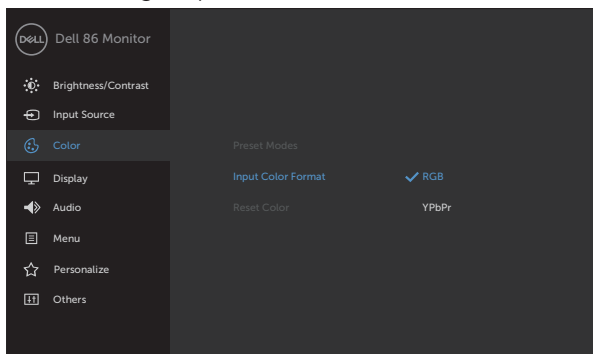 DELL Dell 86 Monitor
Brightness/Contrast
Input Source
Color
Preset Modes
Display
Input Color Format RGB
Audio
Reset Color YPbPr
Menu
Personalize
Others